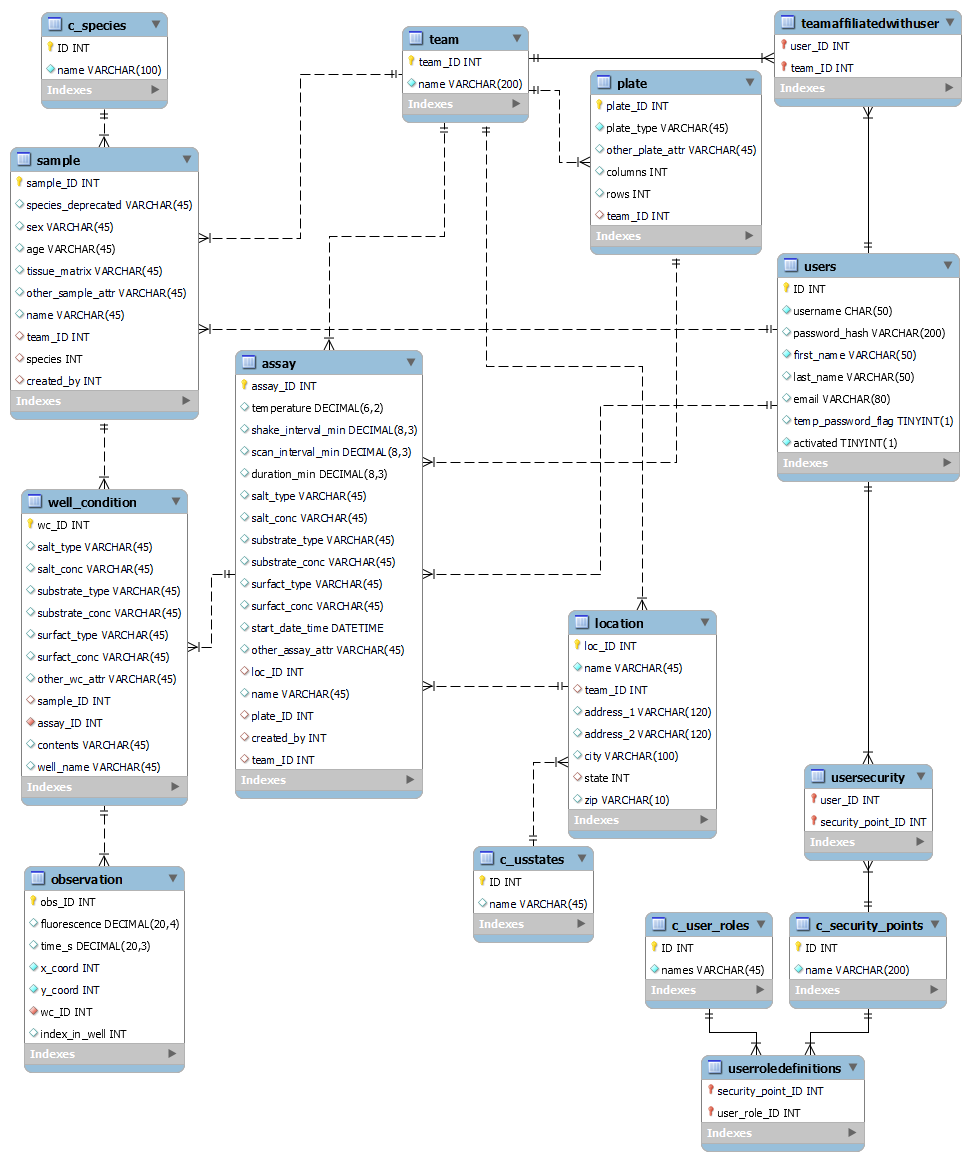 c_species
ID INT
name VARCHAR(100)
Indexes
team
team_ID INT
name VARCHAR(200)
Indexes
teamaffiliatedwithuser
user_ID INT
team_ID INT
Indexes
plate
plate_ID INT
plate_type VARCHAR(45)
other_plate_attr VARCHAR(45)
columns INT
rows INT
team_ID INT
Indexes
sample
sample_ID INT
species_deprecated VARCHAR(45)
sex VARCHAR(45)
age VARCHAR(45)
tissue_matrix VARCHAR(45)
other_sample_attr VARCHAR(45)
name VARCHAR(45)
team_ID INT
species INT
created_by INT
Indexes
users
ID INT
username CHAR(50)
password_hash VARCHAR(200)
first_name VARCHAR(50)
last_name VARCHAR(50)
email VARCHAR(80)
temp_password_flag TINYINT(1)
activated TINYINT(1)
Indexes
assay
assay_ID INT
temperature DECIMAL(6,2)
shake_interval_min DECIMAL(8,3)
scan_interval_min DECIMAL(8,3)
duration_min DECIMAL(8,3)
salt_type VARCHAR(45)
salt_conc VARCHAR(45)
substrate_type VARCHAR(45)
substrate_conc VARCHAR(45)
surfact_type VARCHAR(45)
surfact_conc VARCHAR(45)
start_date_time DATETIME
other_assay_attr VARCHAR(45)
loc_ID INT
name VARCHAR(45)
plate_ID INT
created_by INT
team_ID INT
Indexes
well_condition
wc_ID INT
salt_type VARCHAR(45)
salt_conc VARCHAR(45)
substrate_type VARCHAR(45)
substrate_conc VARCHAR(45)
surfact_type VARCHAR(45)
surfact_conc VARCHAR(45)
other_wc_attr VARCHAR(45)
sample_ID INT
assay_ID INT
contents VARCHAR(45)
well_name VARCHAR(45)
Indexes
location
loc_ID INT
name VARCHAR(45)
team_ID INT
address_1 VARCHAR(120)
address_2 VARCHAR(120)
city VARCHAR(100)
state INT
zip VARCHAR(10)
Indexes
usersecurity
user_ID INT
security_point_ID INT
Indexes
c_usstates
ID INT
name VARCHAR(45)
Indexes
observation
obs_ID INT
fluorescence DECIMAL(20,4)
time_s DECIMAL(20,3)
x_coord INT
y_coord INT
wc_ID INT
index_in_well INT
Indexes
c_user_roles
ID INT
names VARCHAR(45)
Indexes
c_security_points
ID INT
name VARCHAR(200)
Indexes
userroledefinitions
security_point_ID INT
user_role_ID INT
Indexes